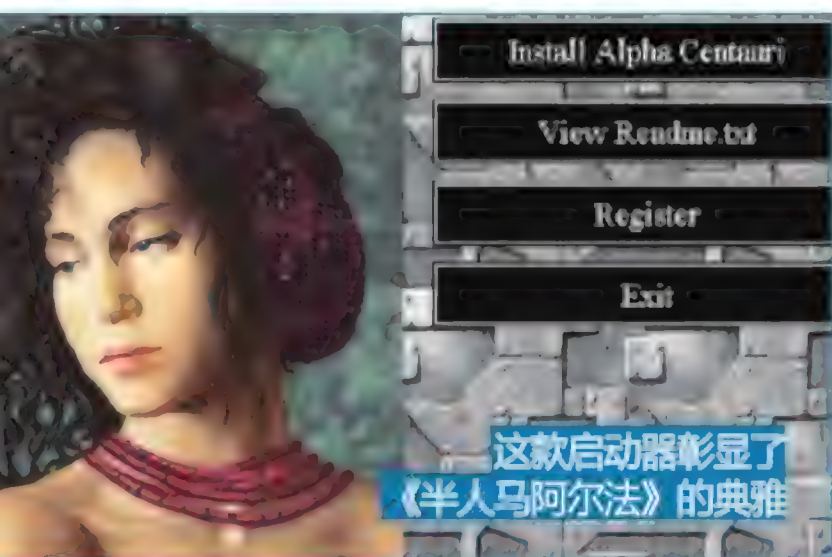 Install Alpha Centauri
View Readme.txt
Register
Exit
这款启动器彰显了
《半人马阿尔法》的典雅